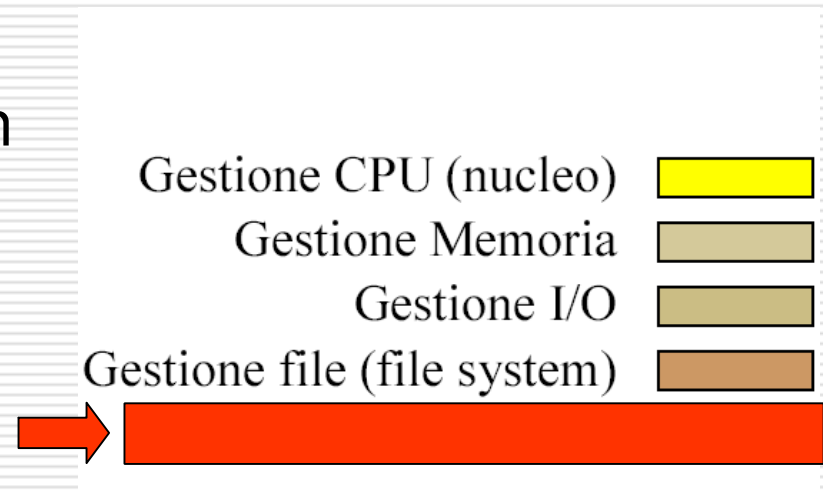 n
Gestione CPU (nucleo)
Gestione Memoria
Gestione I/O
Gestione file (file system)